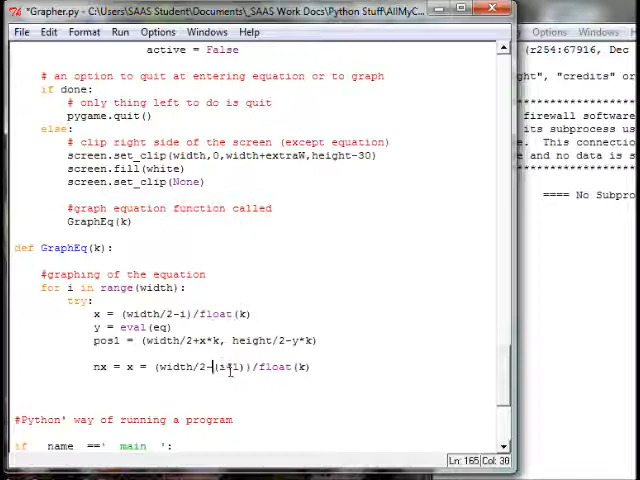 *Grapher.py - C:\Users\SAAS Student\Documents\_SAAS Work Docs\Python Stuff\AllMyC...
File Edit Format Run Options Windows Help
active = False
# an option to quit at entering equation or to graph
if done:
# only thing left to do is quit
pygame.quit()
else:
# clip right side of the screen (except equation)
screen.set_clip(width,0,width+extraW,height-30)
screen.fill(white)
screen.set_clip(None)
#graph equation function called
GraphEq(k)
def GraphEq(k):
#graphing of the equation
for i in range(width):
try:
x = (width/2-i)/float(k)
y = eval(eq)
pos1 = (width/2+x*k, height/2-y*k)
nx = x = (width/2-(i+1))/float(k)
#Python' way of running a program
if __name__=='__main__':
Ln: 165 Col: 30
Options Windows Help
(r254:67916, Dec
ght", "credits" or
********************
firewall software
its subprocess us
e. This connection
e and no data is s
********************
==== No Subpro